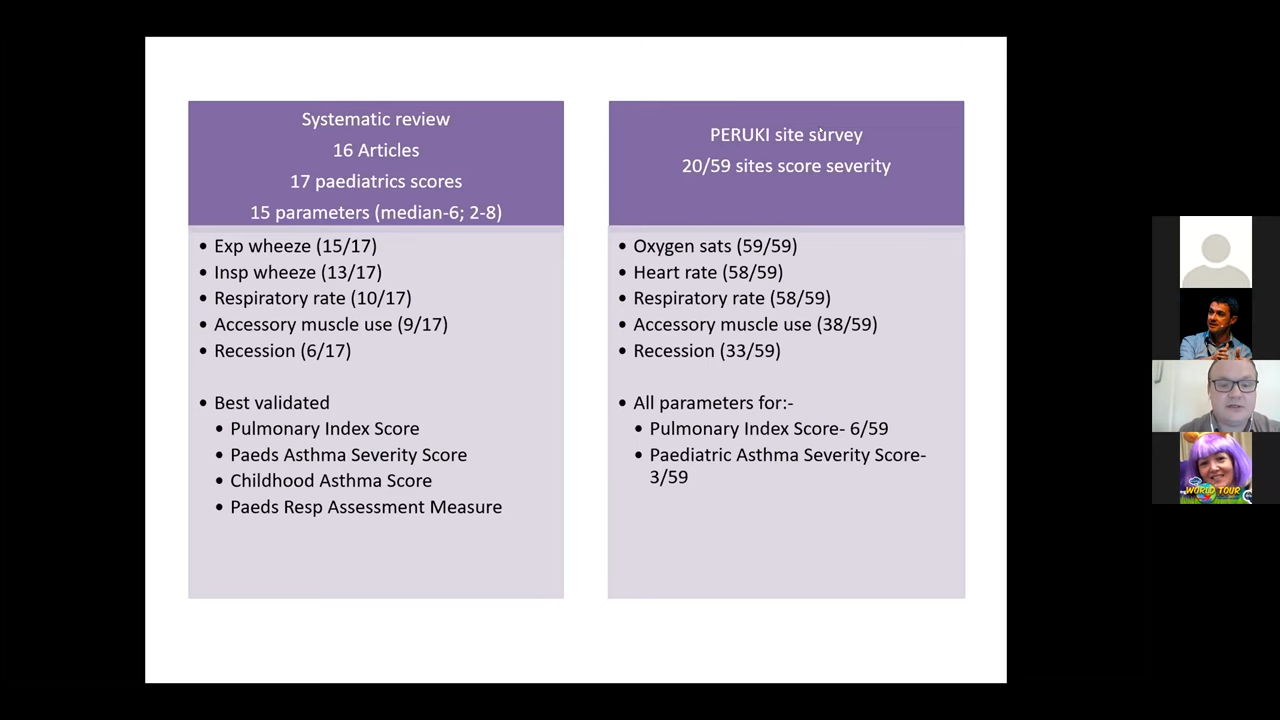 Systematic review
16 Articles
17 paediatrics scores
15 parameters (median-6; 2-8)
• Exp wheeze (15/17)
• Insp wheeze (13/17)
• Respiratory rate (10/17)
• Accessory muscle use (9/17)
• Recession (6/17)
• Best validated
• Pulmonary Index Score
• Paeds Asthma Severity Score
• Childhood Asthma Score
• Paeds Resp Assessment Measure
PERUKI site survey
20/59 sites score severity
• Oxygen sats (59/59)
• Heart rate (58/59)
• Respiratory rate (58/59)
• Accessory muscle use (38/59)
• Recession (33/59)
• All parameters for:-
• Pulmonary Index Score- 6/59
• Paediatric Asthma Severity Score-
3/59
WORLD TOUR